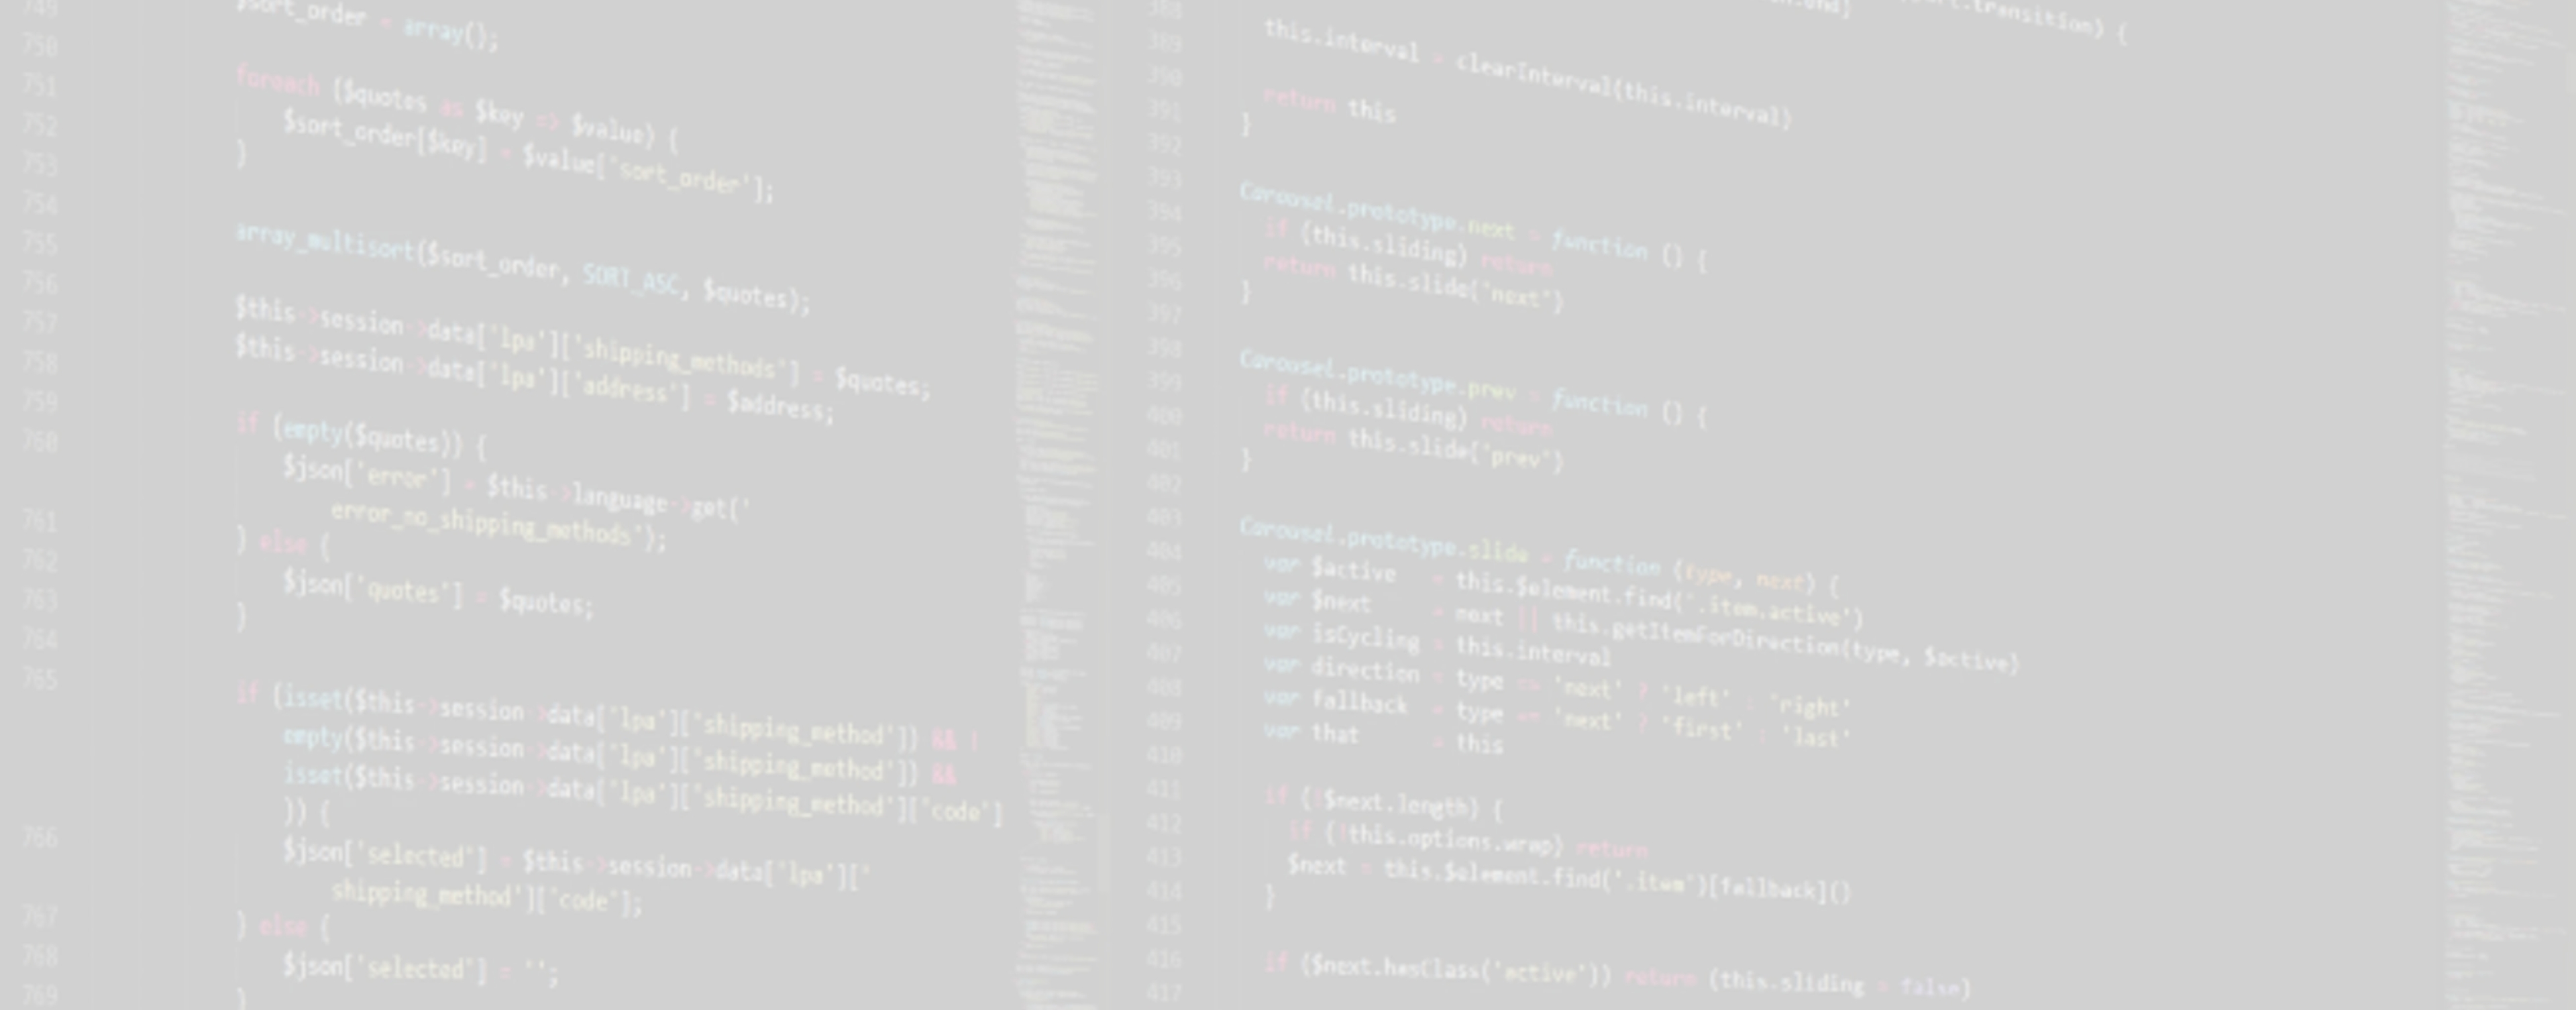 749
$sort_order = array();
750
751
foreach ($quotes as $key => $value) {
752
$sort_order[$key] = $value['sort_order'];
753
}
754
755
array_multisort($sort_order, SORT_ASC, $quotes);
756
757
$this->session->data['lpa']['shipping_methods'] = $quotes;
758
$this->session->data['lpa']['address'] = $address;
759
760
if (empty($quotes)) {
$json['error'] = $this->language->get('
error_no_shipping_methods');
761
} else {
762
$json['quotes'] = $quotes;
763
}
764
765
if (isset($this->session->data['lpa']['shipping_method']) && !
empty($this->session->data['lpa']['shipping_method']) &&
isset($this->session->data['lpa']['shipping_method']['code']
)) {
766
$json['selected'] = $this->session->data['lpa']['
shipping_method']['code'];
767
} else {
768
$json['selected'] = '';
769
}
388
389
this.interval = clearInterval(this.interval)
390
391
return this
392
}
393
394
Carousel.prototype.next = function () {
395
if (this.sliding) return
396
return this.slide('next')
397
}
398
399
Carousel.prototype.prev = function () {
400
if (this.sliding) return
401
return this.slide('prev')
402
}
403
404
Carousel.prototype.slide = function (type, next) {
405
var $active = this.$element.find('.item.active')
406
var $next = next || this.getItemForDirection(type, $active)
407
var isCycling = this.interval
408
var direction = type == 'next' ? 'left' : 'right'
409
var fallback = type == 'next' ? 'first' : 'last'
410
var that = this
411
412
if (!$next.length) {
413
if (!this.options.wrap) return
414
$next = this.$element.find('.item')[fallback]()
415
}
416
417
if ($next.hasClass('active')) return (this.sliding = false)